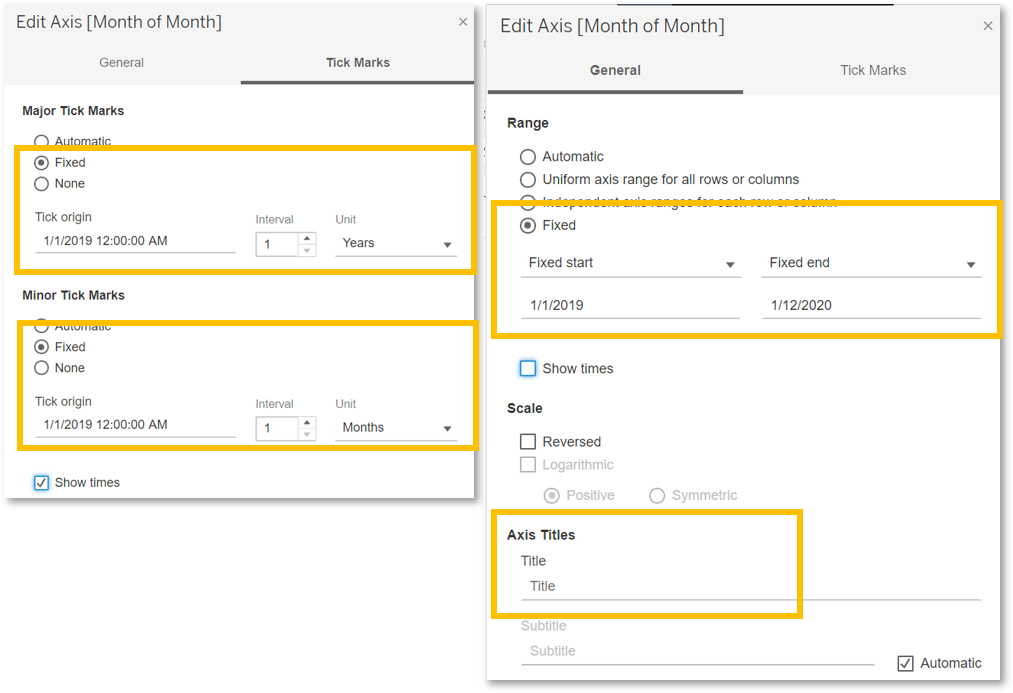 Edit Axis [Month of Month]
General Tick Marks
Major Tick Marks
Automatic
Fixed
None
Tick origin Interval Unit
1/1/2019 12:00:00 AM 1 Years
Minor Tick Marks
Automatic
Fixed
None
Tick origin Interval Unit
1/1/2019 12:00:00 AM 1 Months
Show times
Edit Axis [Month of Month]
General Tick Marks
Range
Automatic
Uniform axis range for all rows or columns
Independent axis ranges for each row or column
Fixed
Fixed start Fixed end
1/1/2019 1/12/2020
Show times
Scale
Reversed
Logarithmic
Positive Symmetric
Axis Titles
Title
Title
Subtitle
Subtitle
Automatic